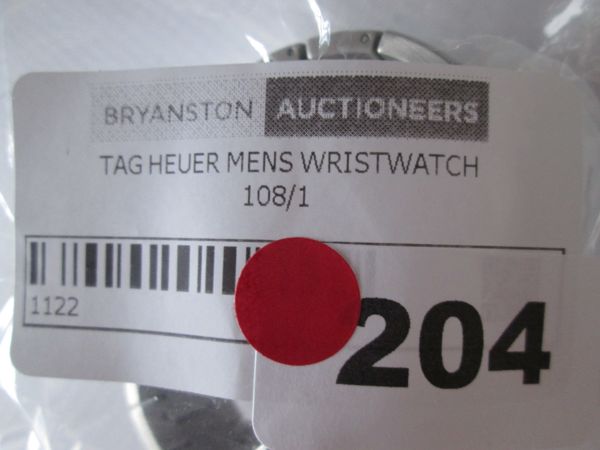 BRYANSTON AUCTIONEERS
TAG HEUER MENS WRISTWATCH
108/1
1122
204